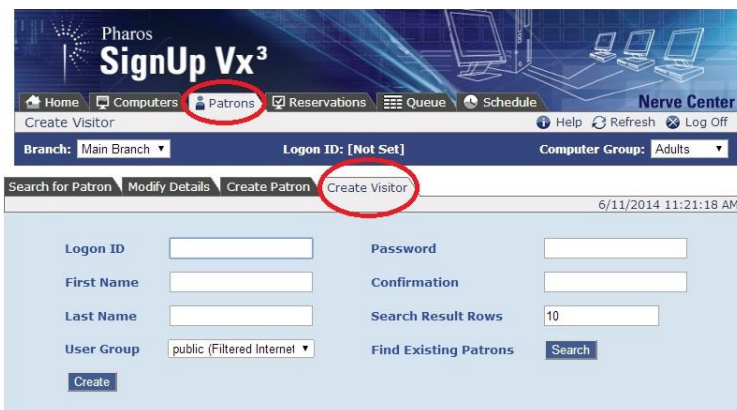 Pharos
SignUp Vx³
Home Computers Patrons Reservations Queue Schedule Nerve Center
Create Visitor Help Refresh Log Off
Branch: Main Branch Logon ID: [Not Set] Computer Group: Adults
Search for Patron Modify Details Create Patron Create Visitor
6/11/2014 11:21:18 AM
Logon ID Password
First Name Confirmation
Last Name Search Result Rows 10
User Group public (Filtered Internet Find Existing Patrons Search
Create